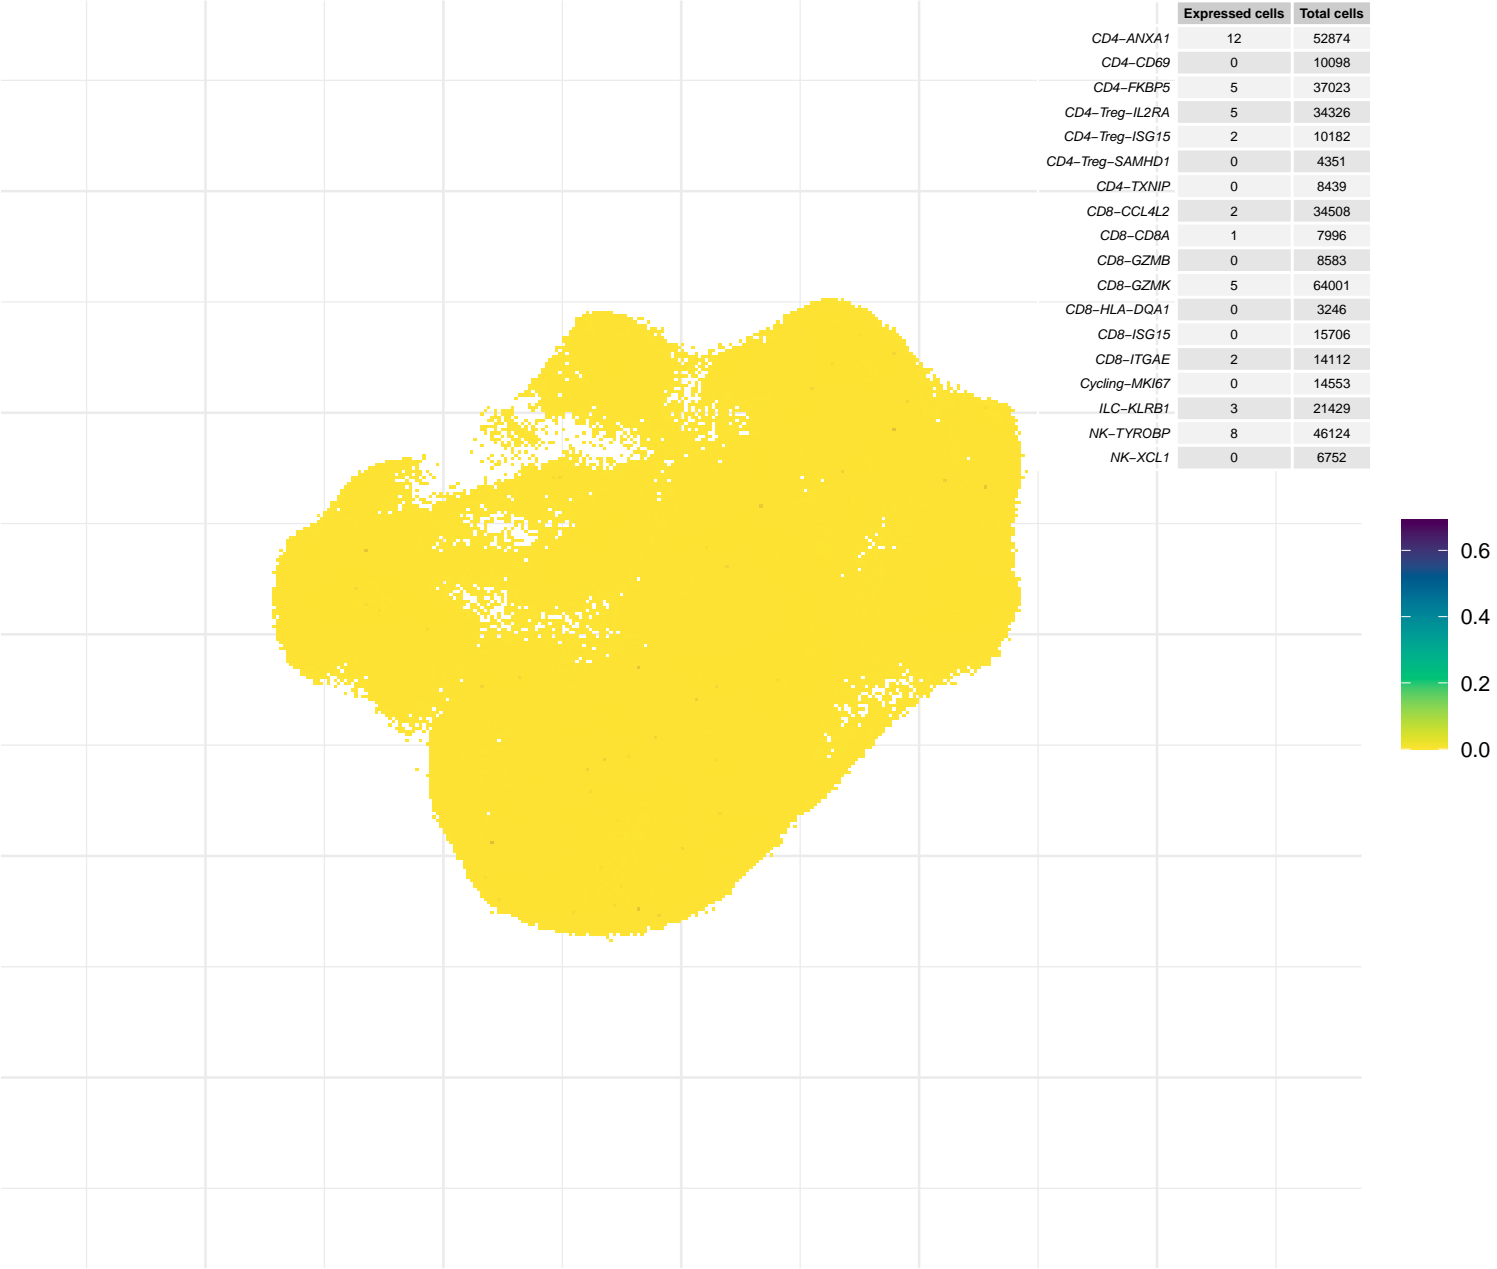 Expressed cells Total cells
CD4−ANXA1 12 52874
CD4−CD69 0 10098
CD4−FKBP5 5 37023
CD4−Treg−IL2RA 5 34326
CD4−Treg−ISG15 2 10182
CD4−Treg−SAMHD1 0 4351
CD4−TXNIP 0 8439
CD8−CCL4L2 2 34508
CD8−CD8A 1 7996
CD8−GZMB 0 8583
CD8−GZMK 5 64001
CD8−HLA−DQA1 0 3246
CD8−ISG15 0 15706
CD8−ITGAE 2 14112
Cycling−MKI67 0 14553
ILC−KLRB1 3 21429
NK−TYROBP 8 46124
NK−XCL1 0 6752
0.6
0.4
0.2
0.0